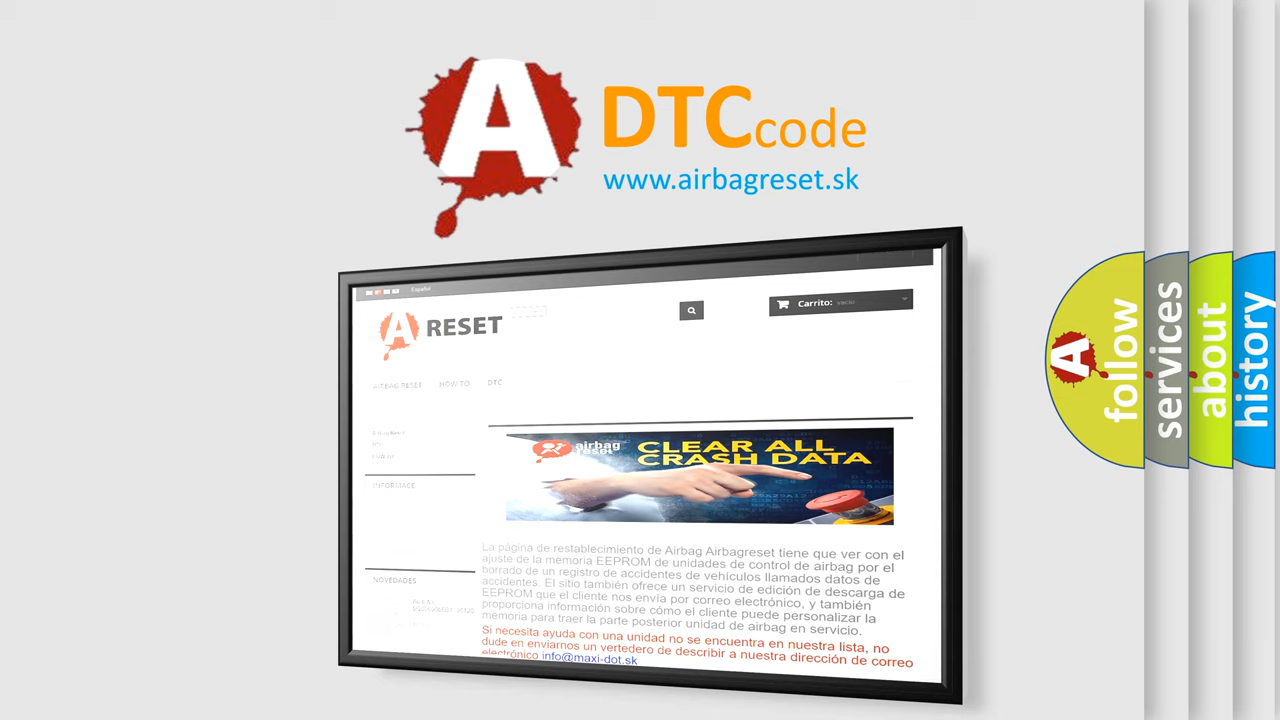 A
DTCcode
www.airbagreset.sk
Español
A RESET
Carrito: vacío
AIRBAG RESET HOW TO DTC
INFORMACE
NOVEDADES
airbag
reset
CLEAR ALL
CRASH DATA
La página de restablecimiento de Airbag Airbagreset tiene que ver con el
ajuste de la memoria EEPROM de unidades de control de airbag por el
borrado de un registro de accidentes de vehículos llamados datos de
accidentes. El sitio también ofrece un servicio de edición de descarga de
EEPROM que el cliente nos envía por correo electrónico, y también
proporciona información sobre cómo el cliente puede personalizar la
memoria para traer la parte posterior unidad de airbag en servicio.
Si necesita ayuda con una unidad no se encuentra en nuestra lista, no
dude en enviarnos un vertedero de describir a nuestra dirección de correo
electrónico info@maxi-dot.sk
A
follow
services
about
history